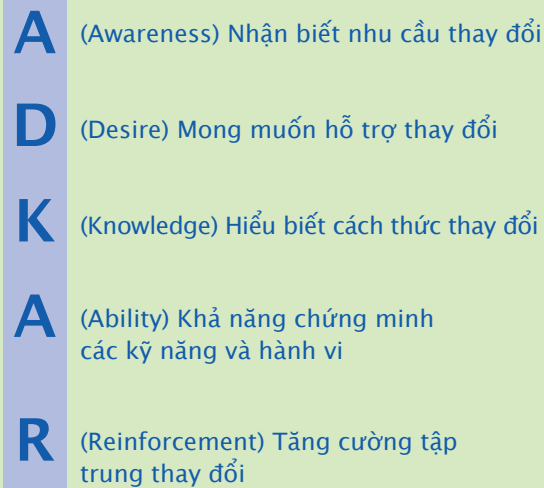 A (Awareness) Nhận biết nhu cầu thay đổi
D (Desire) Mong muốn hỗ trợ thay đổi
K (Knowledge) Hiểu biết cách thức thay đổi
A (Ability) Khả năng chứng minh
các kỹ năng và hành vi
R (Reinforcement) Tăng cường tập
trung thay đổi